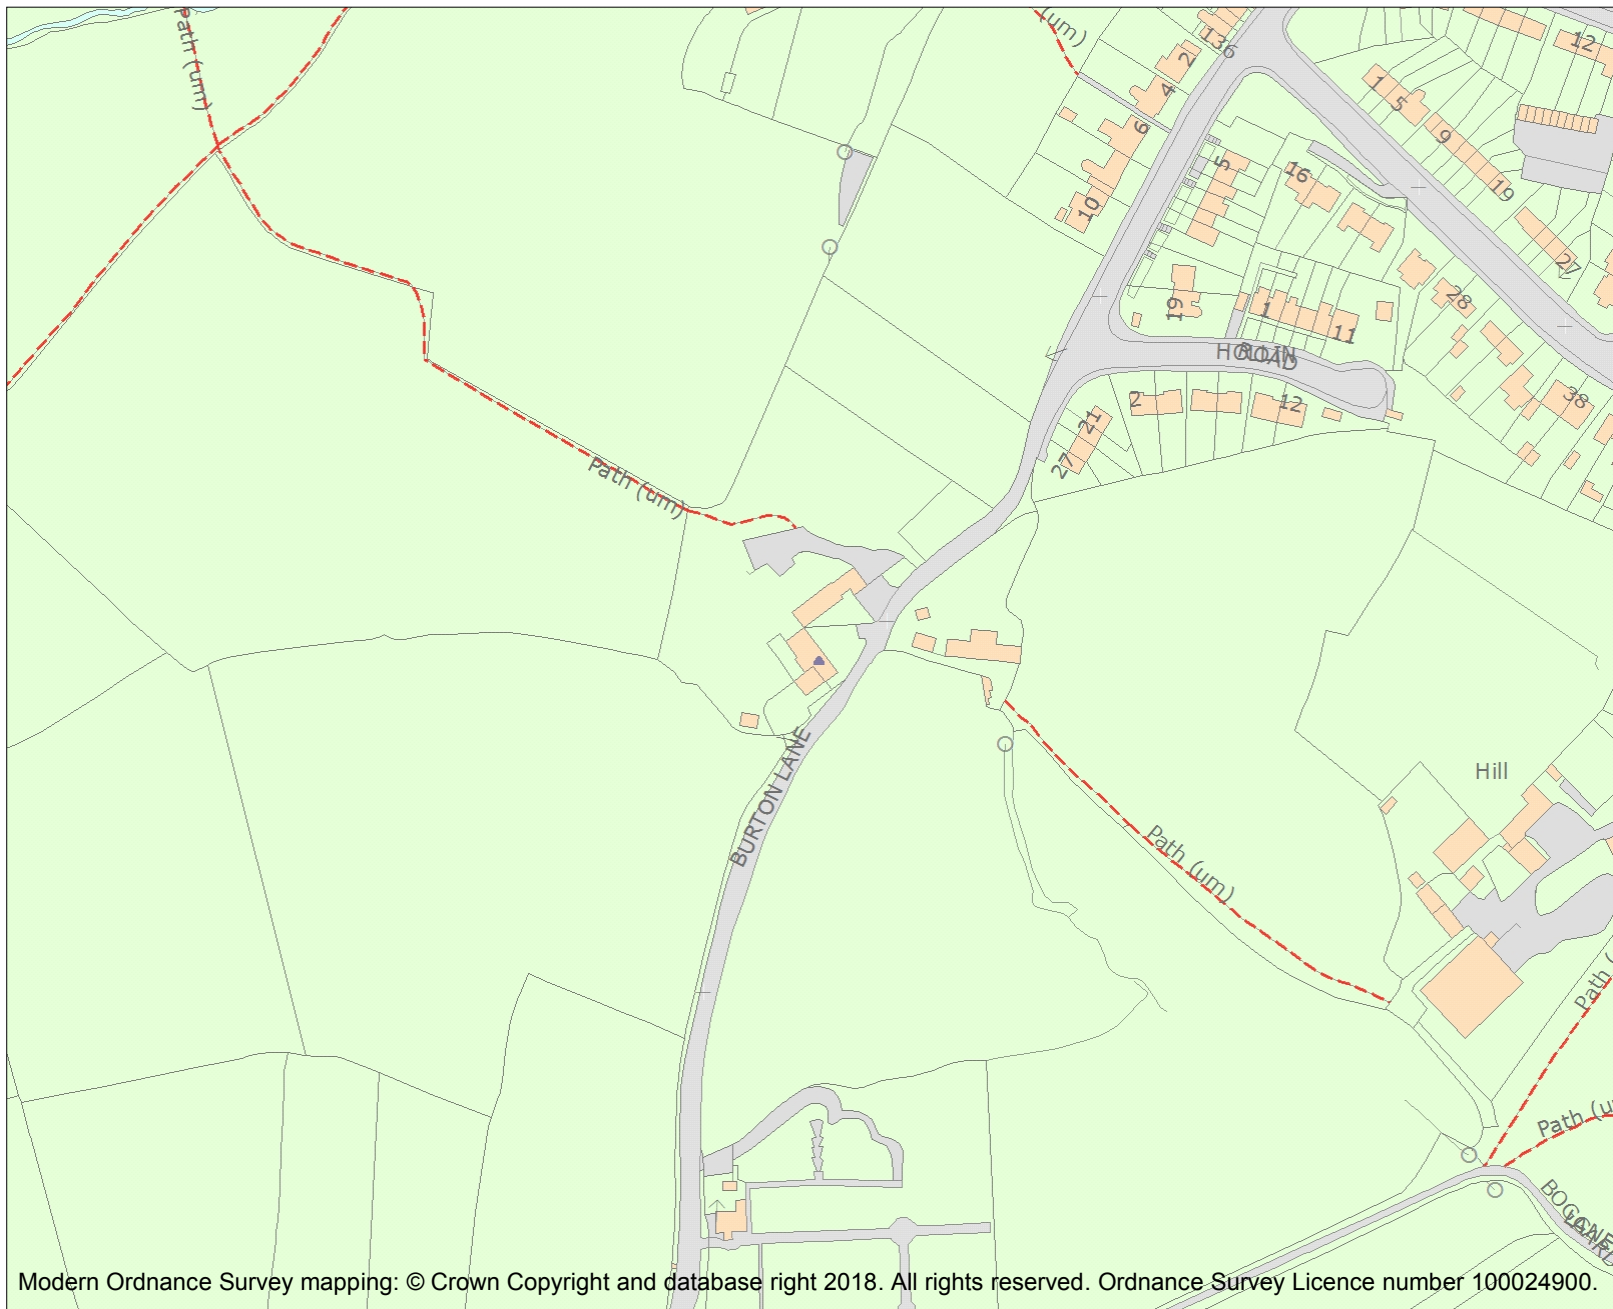 Path (um)
(um)
136
2
4
6
10
12
1
5
9
19
27
5
16
28
19
1
11
HOLLIN
ROAD
38
2
12
21
27
Path (um)
BURTON LANE
Hill
Path (um)
Path (
Path (u
LANE
Modern Ordnance Survey mapping: © Crown Copyright and database right 2018. All rights reserved. Ordnance Survey Licence number 100024900.